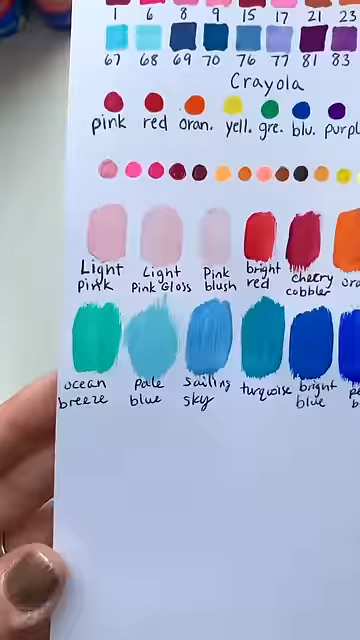 1 6 8 9 15 17 21 23
67 68 69 70 76 77 81 83
Crayola
pink red oran. yell. gre. blu. purpl
Light Pink Light Pink Gloss Pink blush bright red cherry cobbler ora
ocean breeze Pale blue sailing sky turquoise bright blue